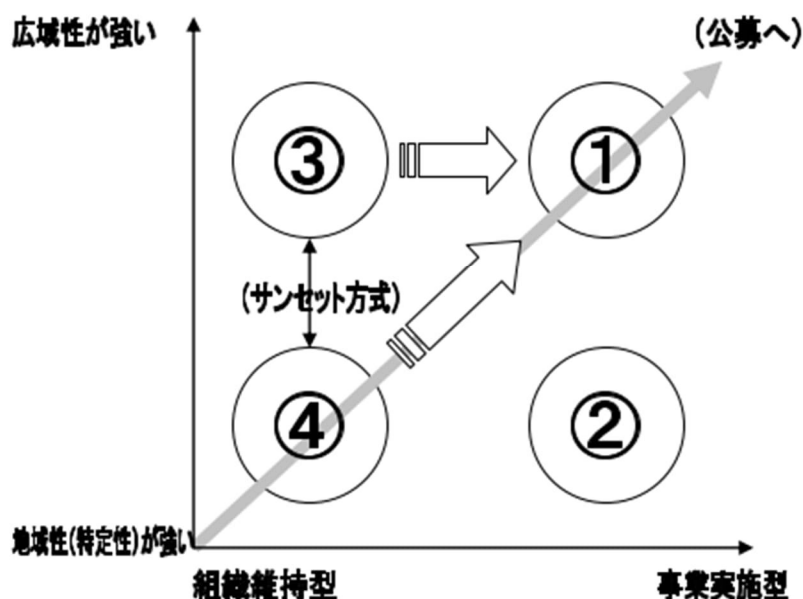 広域性が強い
(公募へ)
③
①
(サンセット方式)
④
②
地域性(特定性)が強い
組織維持型
事業実施型